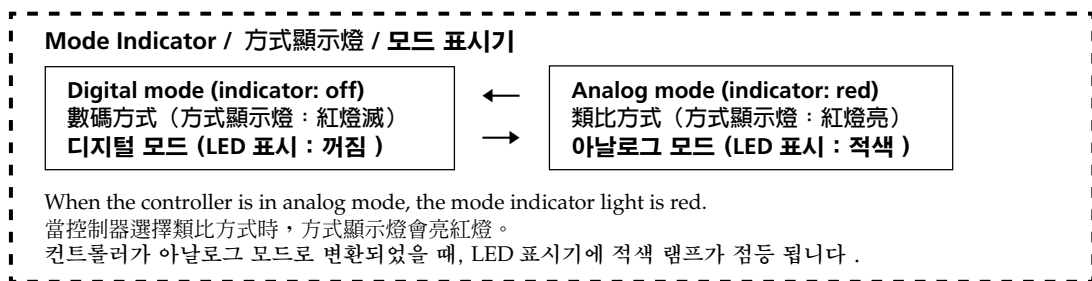 Mode Indicator / 方式顯示燈 / 모드 표시기
Digital mode (indicator: off)
數碼方式（方式顯示燈：紅燈滅）
디지털 모드 (LED 표시 : 꺼짐 )
Analog mode (indicator: red)
類比方式（方式顯示燈：紅燈亮）
아날로그 모드 (LED 표시 : 적색 )
When the controller is in analog mode, the mode indicator light is red.
當控制器選擇類比方式時，方式顯示燈會亮紅燈。
컨트롤러가 아날로그 모드로 변환되었을 때, LED 표시기에 적색 램프가 점등 됩니다 .